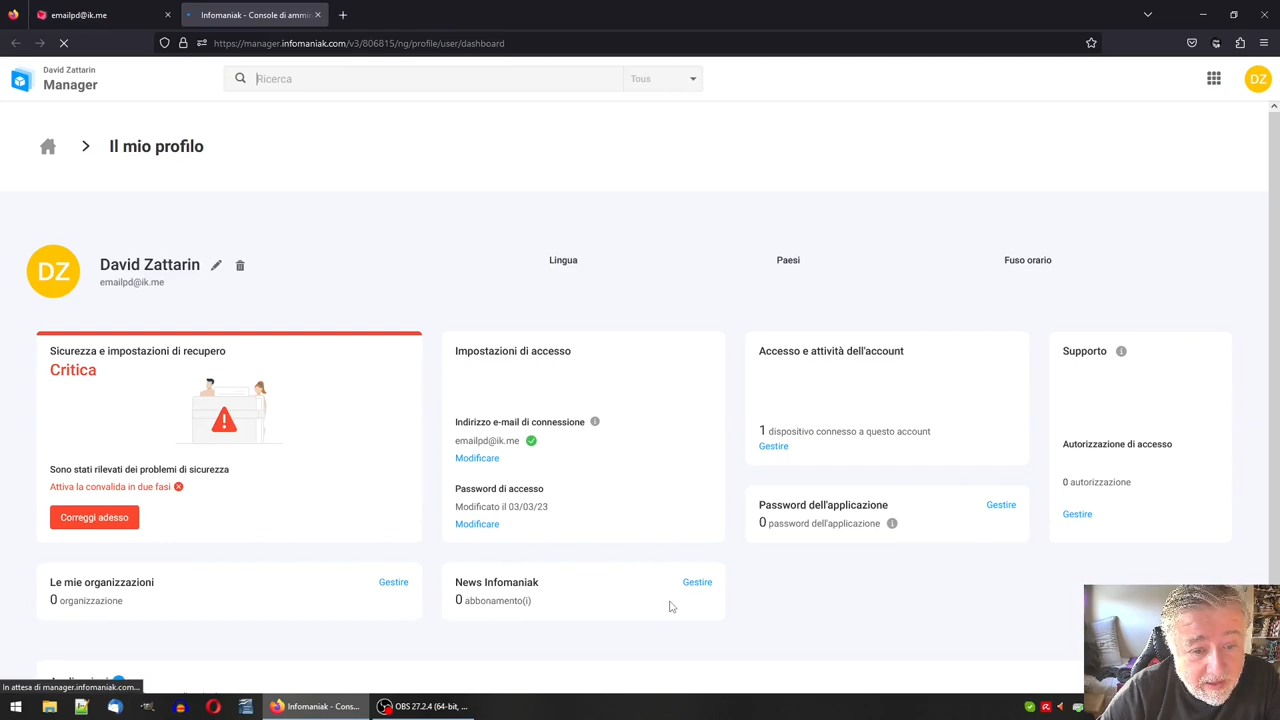 emailpd@ik.me
Infomaniak - Console di ammi
https://manager.infomaniak.com/v3/806815/ng/profile/user/dashboard
David Zattarin
Manager
Ricerca
Tous
DZ
Il mio profilo
DZ
David Zattarin
emailpd@ik.me
Lingua
Paesi
Fuso orario
Sicurezza e impostazioni di recupero
Critica
Sono stati rilevati dei problemi di sicurezza
Attiva la convalida in due fasi
Correggi adesso
Impostazioni di accesso
Indirizzo e-mail di connessione
emailpd@ik.me
Modificare
Password di accesso
Modificato il 03/03/23
Modificare
Accesso e attività dell'account
1 dispositivo connesso a questo account
Gestire
Password dell'applicazione
Gestire
0 password dell'applicazione
Supporto
Autorizzazione di accesso
0 autorizzazione
Gestire
Le mie organizzazioni
Gestire
0 organizzazione
News Infomaniak
Gestire
0 abbonamento(i)
In attesa di manager.infomaniak.com...
Infomaniak - Cons...
OBS 27.2.4 (64-bit, ...